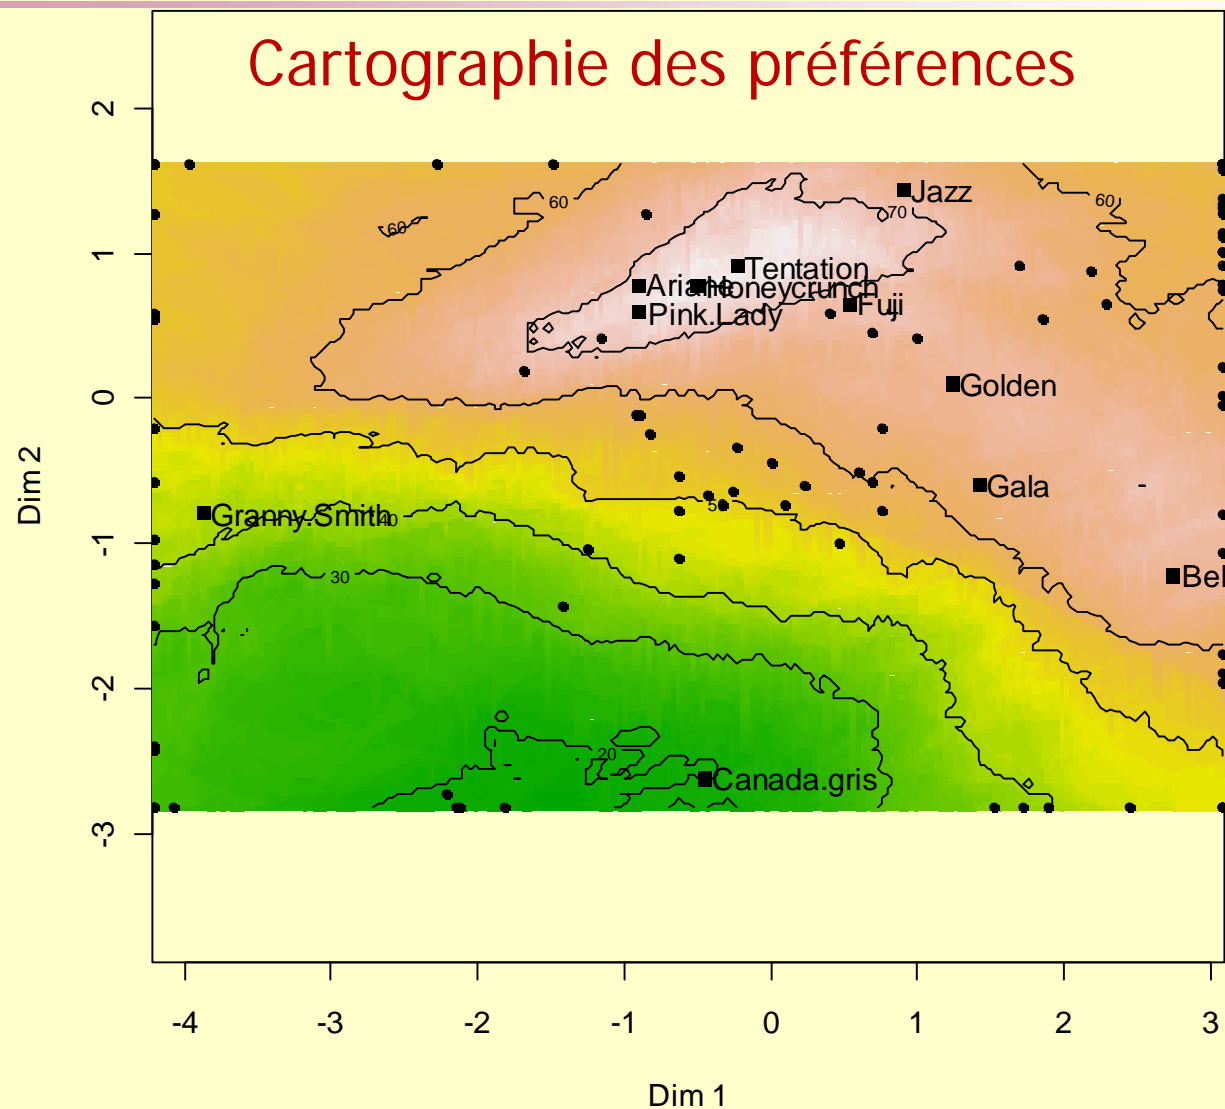 Cartographie des préférences
2
60
60
Jazz
70
60
1
Tentation
Ariane
Honeycrunch
Pink.Lady
Fuji
Dim 2
0
Golden
Gala
5
Granny.Smith
40
-1
30
Bel
-2
20
Canada.gris
-3
-4
-3
-2
-1
0
1
2
3
Dim 1